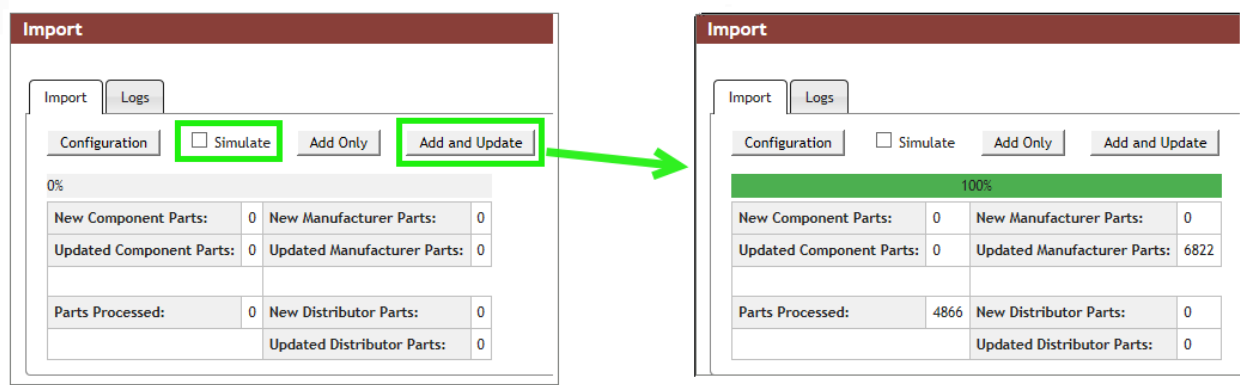 Import
Import Logs
Configuration Simulate Add Only Add and Update
0%
New Component Parts: 0 New Manufacturer Parts: 0
Updated Component Parts: 0 Updated Manufacturer Parts: 0
Parts Processed: 0 New Distributor Parts: 0
Updated Distributor Parts: 0
Import
Import Logs
Configuration Simulate Add Only Add and Update
100%
New Component Parts: 0 New Manufacturer Parts: 0
Updated Component Parts: 0 Updated Manufacturer Parts: 6822
Parts Processed: 4866 New Distributor Parts: 0
Updated Distributor Parts: 0